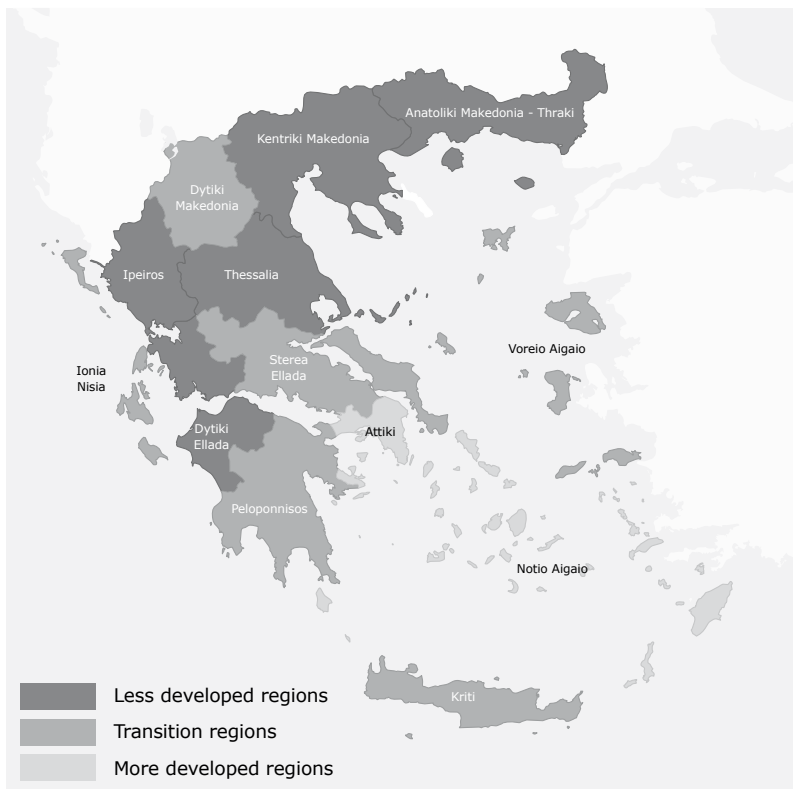 Anatoliki Makedonia - Thraki
Kentriki Makedonia
Dytiki
Makedonia
Ipeiros
Thessalia
Voreio Aigaio
Sterea
Ellada
Ionia
Nisia
Dytiki
Ellada
Attiki
Peloponnisos
Notio Aigaio
Kriti
Less developed regions
Transition regions
More developed regions